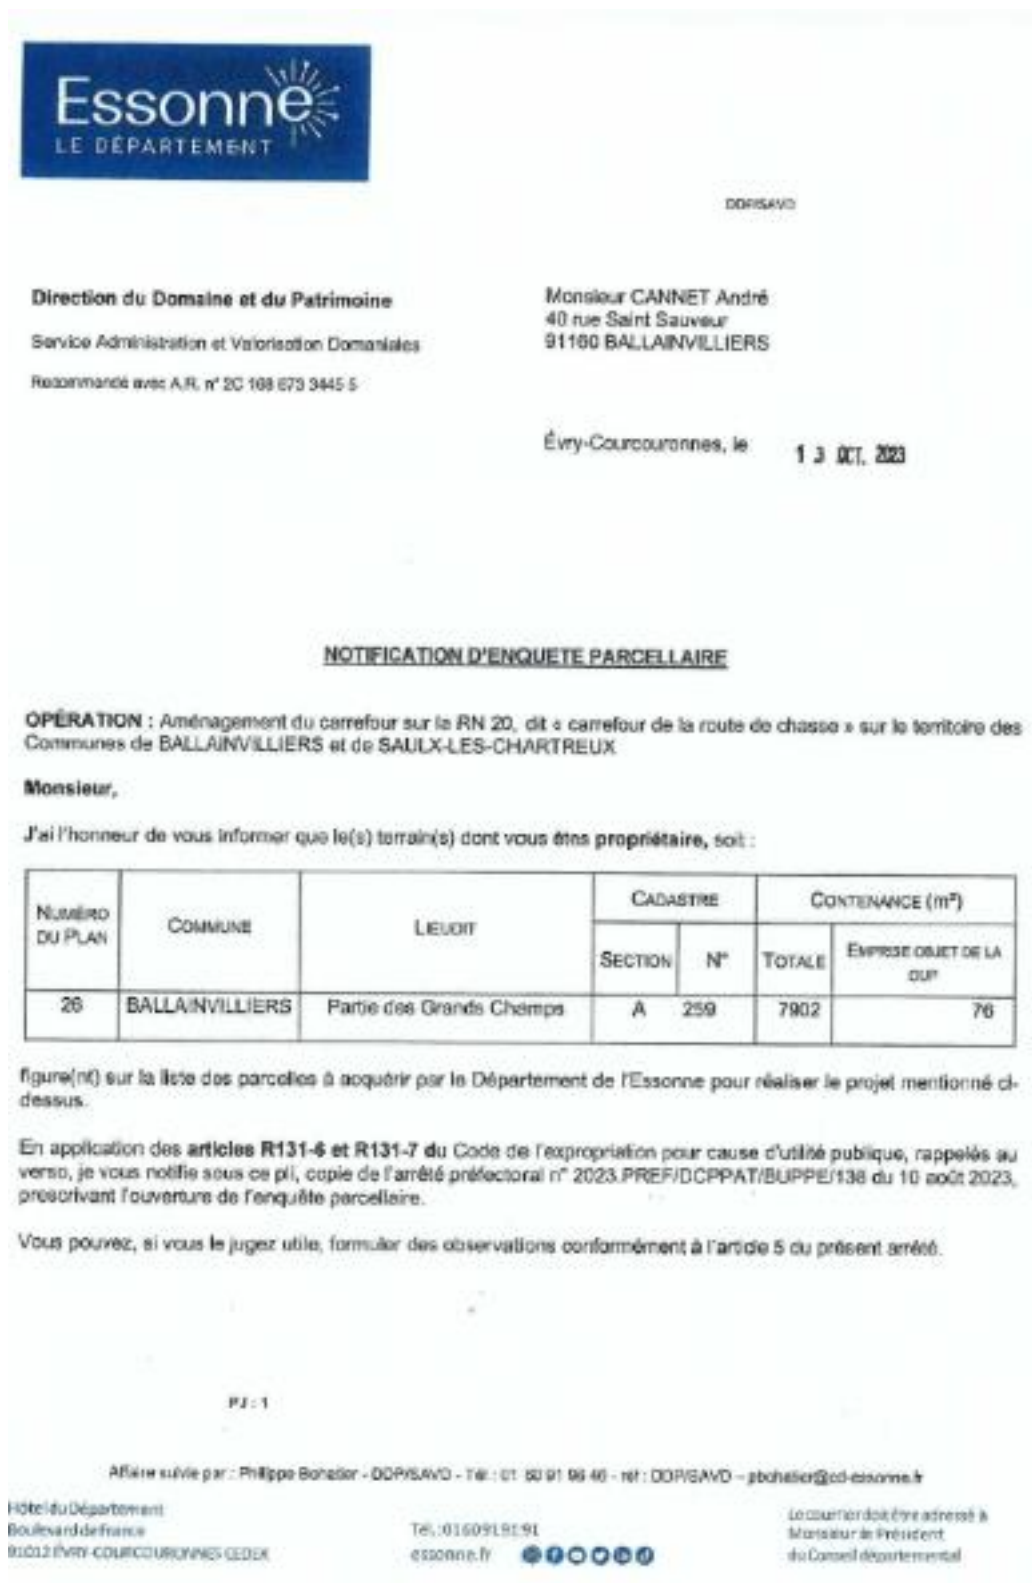 Essonne
LE DÉPARTEMENT
DDP/SAVD
Direction du Domaine et du Patrimoine
Service Administration et Valorisation Domaniales
Recommandé avec A.R. n° 2C 168 673 3445 5
Monsieur CANNET André
40 rue Saint Sauveur
91160 BALLAINVILLIERS
Évry-Courcouronnes, le 13 OCT. 2023
NOTIFICATION D'ENQUETE PARCELLAIRE
OPÉRATION : Aménagement du carrefour sur la RN 20, dit « carrefour de la route de chasse » sur le territoire des
Communes de BALLAINVILLIERS et de SAULX-LES-CHARTREUX
Monsieur,
J'ai l'honneur de vous informer que le(s) terrain(s) dont vous êtes propriétaire, soit :
NUMÉRO DU PLAN COMMUNE LIEUDIT CADASTRE CONTENANCE (m²)
SECTION N° TOTALE EMPRISE OBJET DE LA DUP
26 BALLAINVILLIERS Partie des Grands Champs A 259 7902 76
figure(nt) sur la liste des parcelles à acquérir par le Département de l'Essonne pour réaliser le projet mentionné ci-
dessus.
En application des articles R131-6 et R131-7 du Code de l'expropriation pour cause d'utilité publique, rappelés au
verso, je vous notifie sous ce pli, copie de l'arrêté préfectoral n° 2023.PREF/DCPPAT/BUPPE/138 du 10 août 2023,
prescrivant l'ouverture de l'enquête parcellaire.
Vous pouvez, si vous le jugez utile, formuler des observations conformément à l'article 5 du présent arrêté.
PJ : 1
Affaire suivie par : Philippe Bohelier - DDP/SAVD - Tél : 01 60 91 96 46 - réf : DDP/SAVD – pbohelier@cd-essonne.fr
Hôtel du Département
Boulevard de France
91012 ÉVRY-COURCOURONNES CEDEX
Tél. : 01 60 91 91 91
essonne.fr
Le courrier doit être adressé à
Monsieur le Président
du Conseil départemental